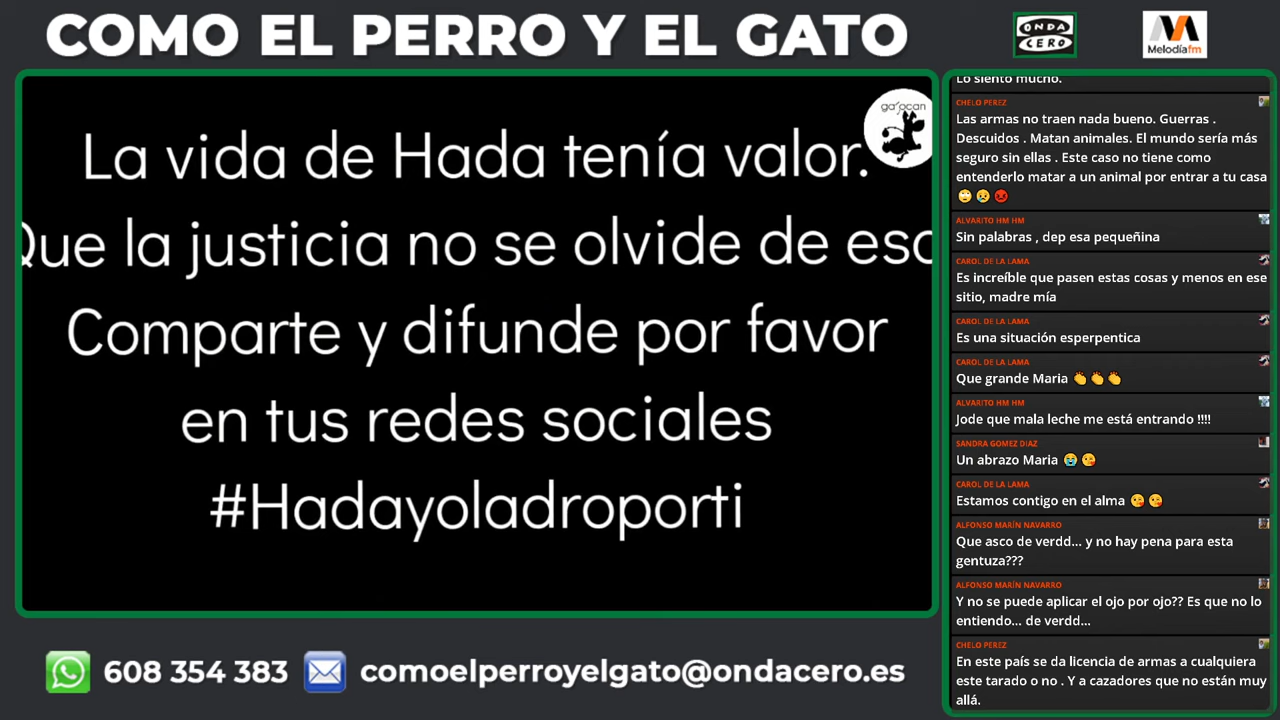 COMO EL PERRO Y EL GATO
ONDA
CERO
Melodíafm
gatocan
La vida de Hada tenía valor.
Que la justicia no se olvide de eso
Comparte y difunde por favor
en tus redes sociales
#Hadayoladroporti
608 354 383
comoelperroyelgato@ondacero.es
Lo siento mucho.
CHELO PEREZ
Las armas no traen nada bueno. Guerras .
Descuidos . Matan animales. El mundo sería más
seguro sin ellas . Este caso no tiene como
entenderlo matar a un animal por entrar a tu casa
🙄 😢 😡
ALVARITO HM HM
Sin palabras , dep esa pequeñina
CAROL DE LA LAMA
Es increíble que pasen estas cosas y menos en ese
sitio, madre mía
CAROL DE LA LAMA
Es una situación esperpentica
CAROL DE LA LAMA
Que grande Maria 👏👏👏
ALVARITO HM HM
Jode que mala leche me está entrando !!!!
SANDRA GOMEZ DIAZ
Un abrazo Maria 😭 😘
CAROL DE LA LAMA
Estamos contigo en el alma 😘 😘
ALFONSO MARÍN NAVARRO
Que asco de verdd... y no hay pena para esta
gentuza???
ALFONSO MARÍN NAVARRO
Y no se puede aplicar el ojo por ojo?? Es que no lo
entiendo... de verdd...
CHELO PEREZ
En este país se da licencia de armas a cualquiera
este tarado o no . Y a cazadores que no están muy
allá.